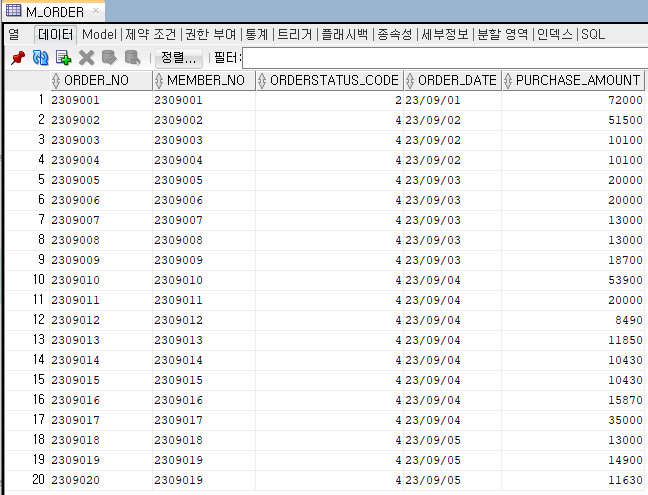 M_ORDER
열 데이터 Model 제약 조건 권한 부여 통계 트리거 플래시백 종속성 세부정보 분할 영역 인덱스 SQL
정렬... 필터:
ORDER_NO MEMBER_NO ORDERSTATUS_CODE ORDER_DATE PURCHASE_AMOUNT
1 2309001 2309001 2 23/09/01 72000
2 2309002 2309002 4 23/09/02 51500
3 2309003 2309003 4 23/09/02 10100
4 2309004 2309004 4 23/09/02 10100
5 2309005 2309005 4 23/09/03 20000
6 2309006 2309006 4 23/09/03 20000
7 2309007 2309007 4 23/09/03 13000
8 2309008 2309008 4 23/09/03 13000
9 2309009 2309009 4 23/09/03 18700
10 2309010 2309010 4 23/09/04 53900
11 2309011 2309011 4 23/09/04 20000
12 2309012 2309012 4 23/09/04 8490
13 2309013 2309013 4 23/09/04 11850
14 2309014 2309014 4 23/09/04 10430
15 2309015 2309015 4 23/09/04 10430
16 2309016 2309016 4 23/09/04 15870
17 2309017 2309017 4 23/09/04 35000
18 2309018 2309018 4 23/09/05 13000
19 2309019 2309019 4 23/09/05 14900
20 2309020 2309019 4 23/09/05 11630